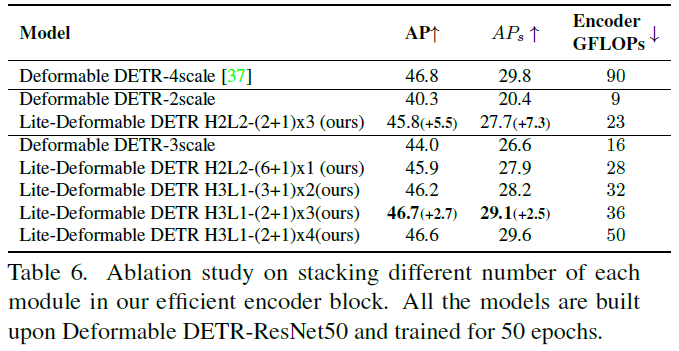 Model AP↑ APs ↑ Encoder GFLOPs ↓
Deformable DETR-4scale [37] 46.8 29.8 90
Deformable DETR-2scale 40.3 20.4 9
Lite-Deformable DETR H2L2-(2+1)x3 (ours) 45.8(+5.5) 27.7(+7.3) 23
Deformable DETR-3scale 44.0 26.6 16
Lite-Deformable DETR H2L2-(6+1)x1 (ours) 45.9 27.9 28
Lite-Deformable DETR H3L1-(3+1)x2(ours) 46.2 28.2 32
Lite-Deformable DETR H3L1-(2+1)x3(ours) 46.7(+2.7) 29.1(+2.5) 36
Lite-Deformable DETR H3L1-(2+1)x4(ours) 46.6 29.6 50
Table 6. Ablation study on stacking different number of each
module in our efficient encoder block. All the models are built
upon Deformable DETR-ResNet50 and trained for 50 epochs.